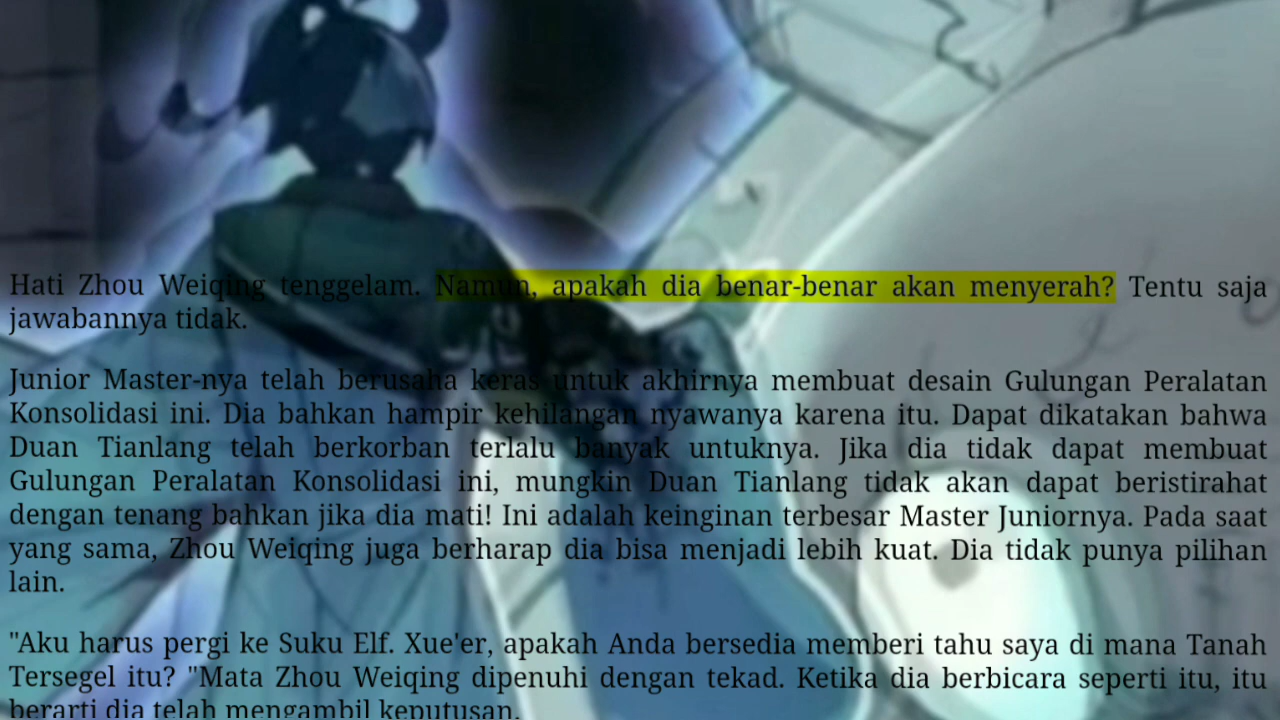 Hati Zhou Weiqing tenggelam. Namun, apakah dia benar-benar akan menyerah? Tentu saja
jawabannya tidak.
Junior Master-nya telah berusaha keras untuk akhirnya membuat desain Gulungan Peralatan
Konsolidasi ini. Dia bahkan hampir kehilangan nyawanya karena itu. Dapat dikatakan bahwa
Duan Tianlang telah berkorban terlalu banyak untuknya. Jika dia tidak dapat membuat
Gulungan Peralatan Konsolidasi ini, mungkin Duan Tianlang tidak akan dapat beristirahat
dengan tenang bahkan jika dia mati! Ini adalah keinginan terbesar Master Juniornya. Pada saat
yang sama, Zhou Weiqing juga berharap dia bisa menjadi lebih kuat. Dia tidak punya pilihan
lain.
"Aku harus pergi ke Suku Elf. Xue'er, apakah Anda bersedia memberi tahu saya di mana Tanah
Tersegel itu? "Mata Zhou Weiqing dipenuhi dengan tekad. Ketika dia berbicara seperti itu, itu
berarti dia telah mengambil keputusan.